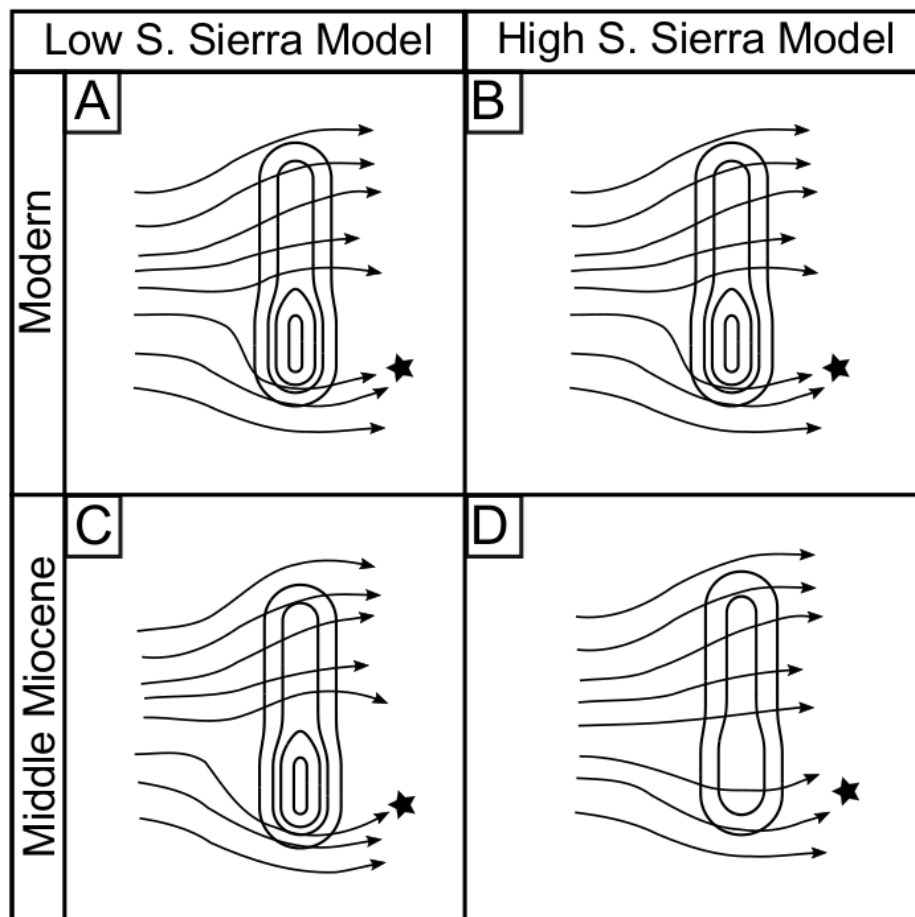 Low S. Sierra Model
High S. Sierra Model
Modern
A
B
Middle Miocene
C
D